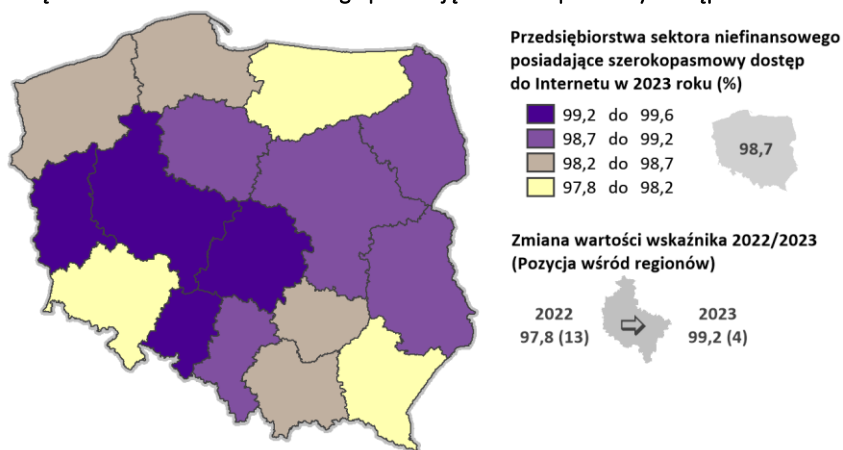 Przedsiębiorstwa sektora niefinansowego
posiadające szerokopasmowy dostęp
do Internetu w 2023 roku (%)
99,2 do 99,6
98,7 do 99,2
98,2 do 98,7
97,8 do 98,2
98,7
Zmiana wartości wskaźnika 2022/2023
(Pozycja wśród regionów)
2022
97,8 (13)
2023
99,2 (4)